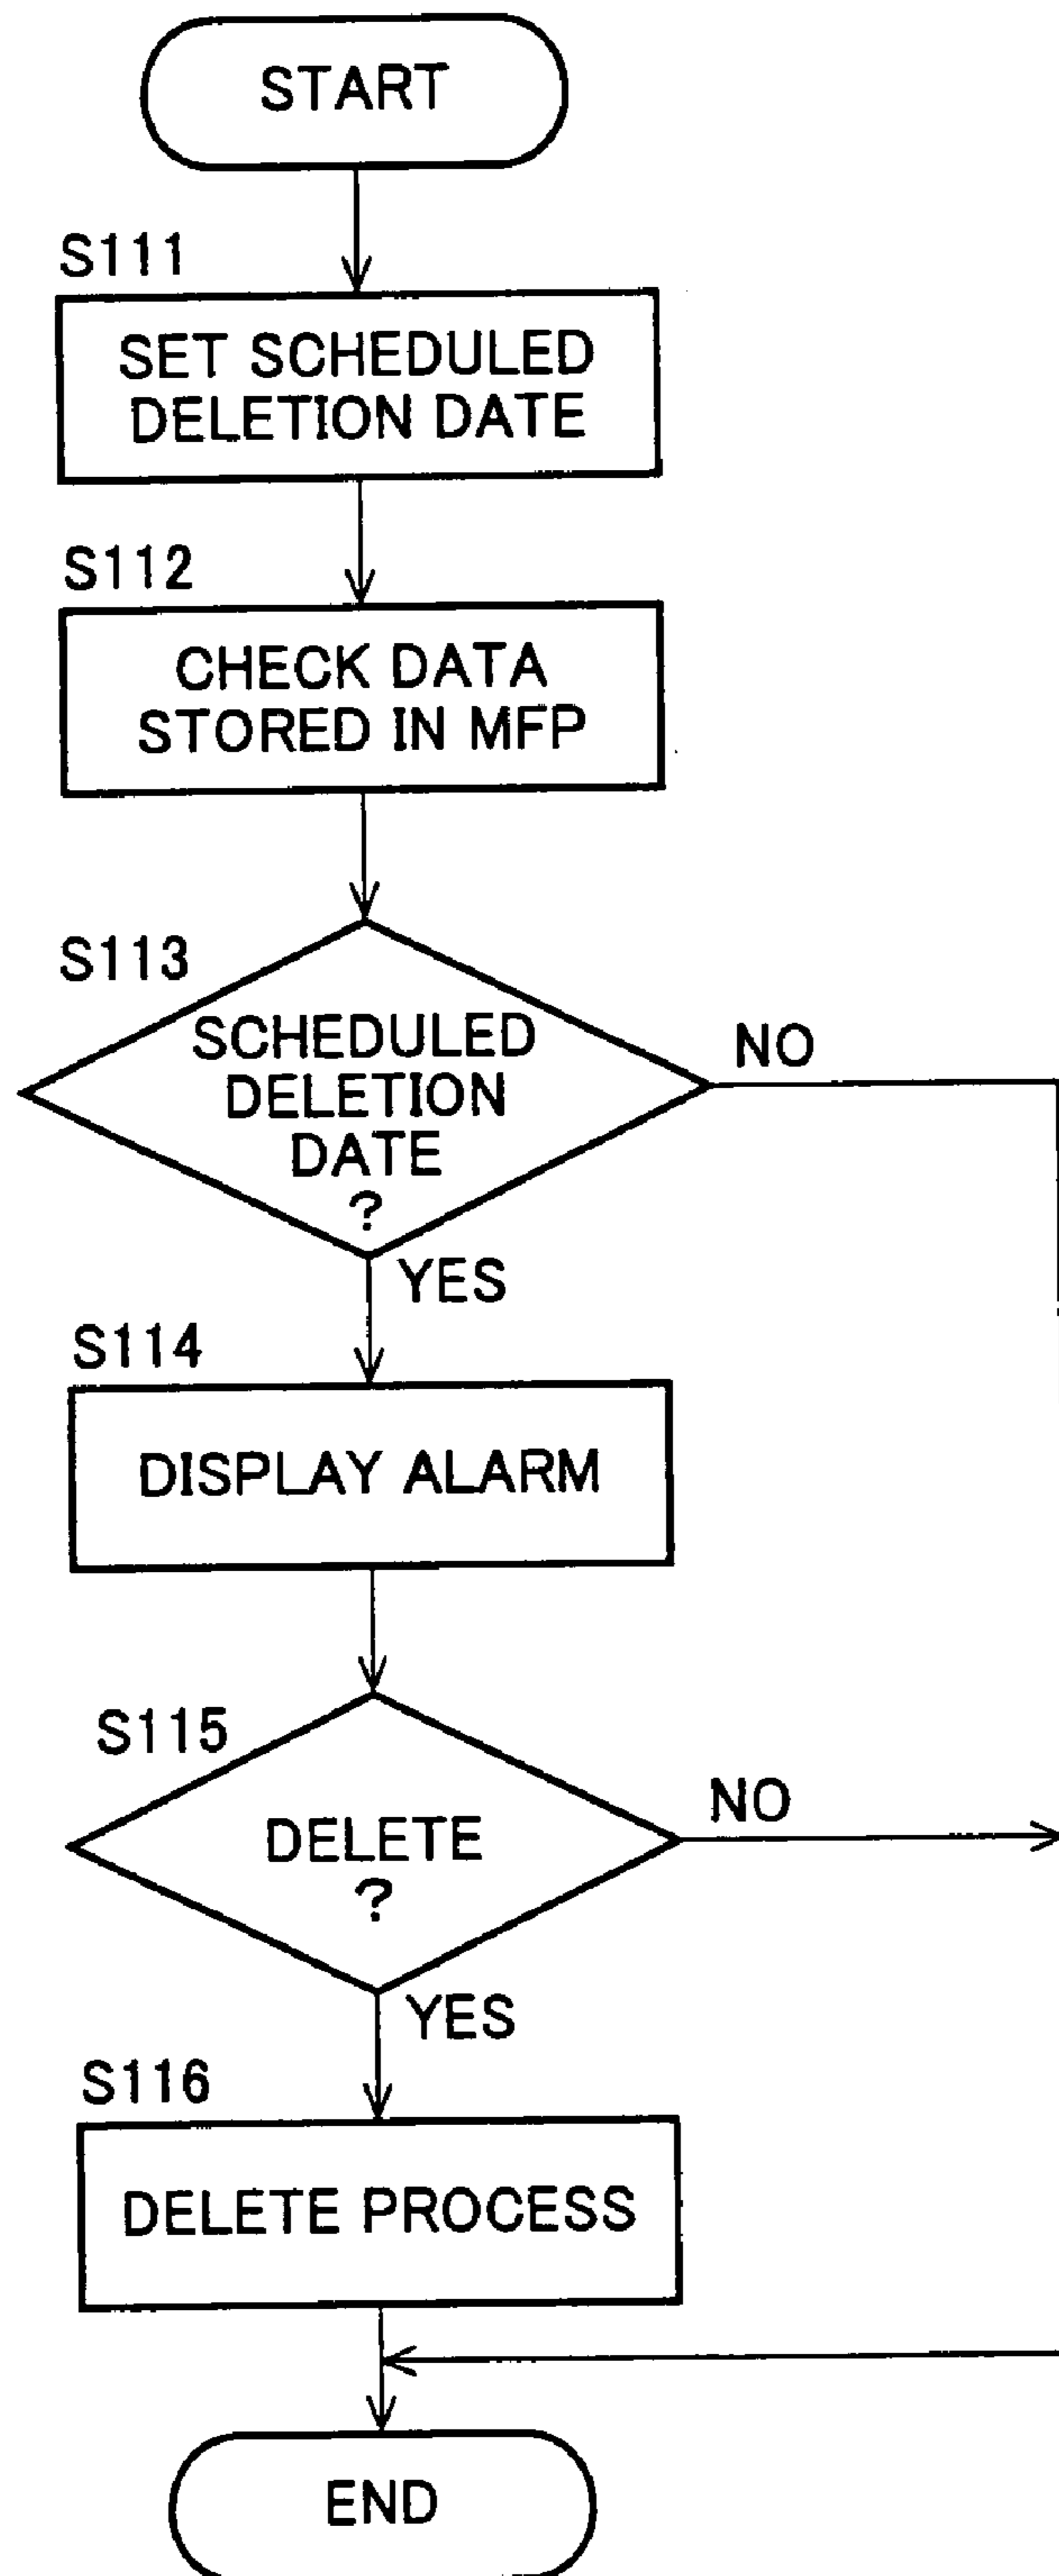 START
S111
SET SCHEDULED
DELETION DATE
S112
CHECK DATA
STORED IN MFP
S113
SCHEDULED
DELETION
DATE
?
NO
YES
S114
DISPLAY ALARM
S115
DELETE
?
NO
YES
S116
DELETE PROCESS
END